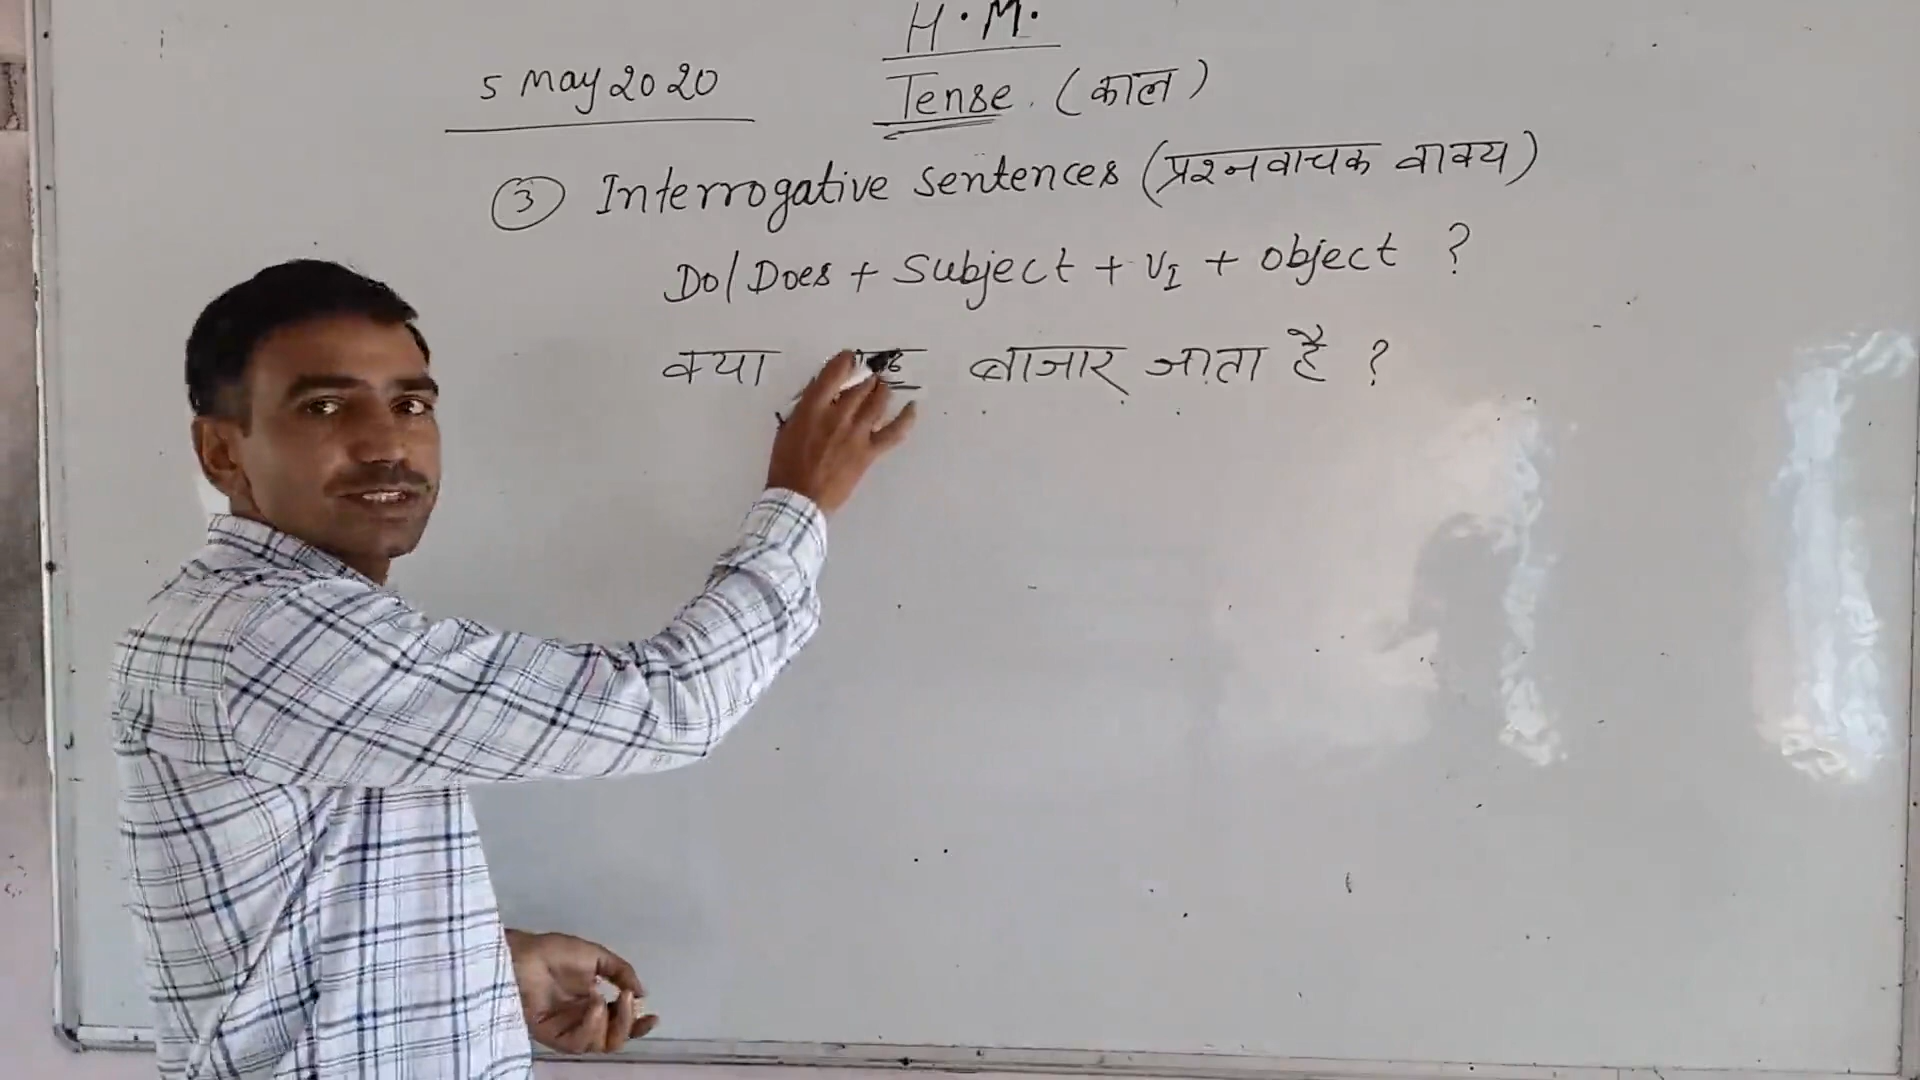 H.M.
5 May 2020
Tense. (काल)
③ Interrogative sentences (प्रश्नवाचक वाक्य)
Do/Does + Subject + V₁ + object ?
क्या बाजार जाता है ?